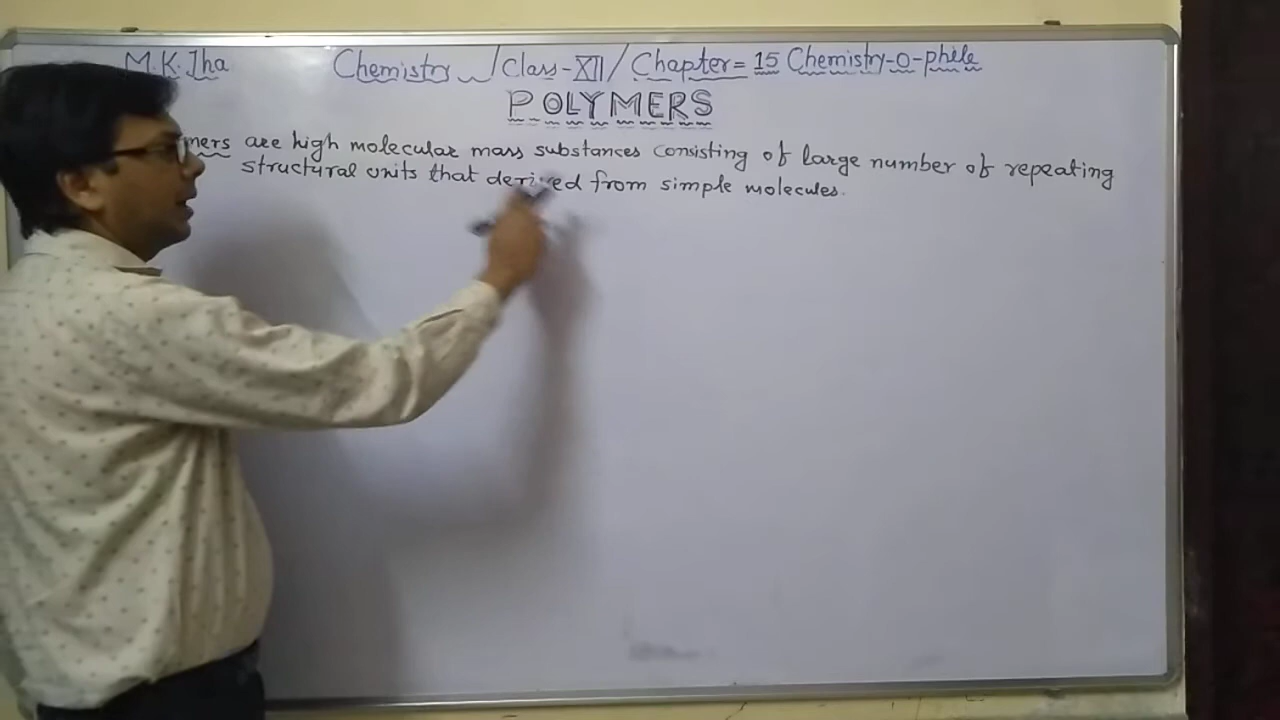 M.K.Jha Chemistry / Class-XII / Chapter = 15 Chemistry-O-phile
POLYMERS
mers are high molecular mass substances consisting of large number of repeating
structural units that derived from simple molecules.